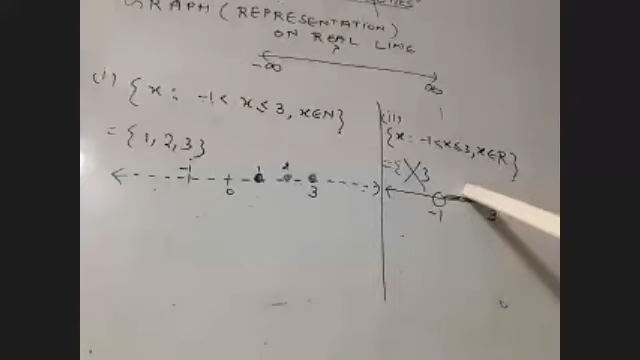 GRAPH (REPRESENTATION)
ON REAL LINE
-∞ ∞
(i) {x: -1 < x ≤ 3, x∈N}
= {1, 2, 3}
-1 0 1 2 3
(ii)
{x: -1 < x ≤ 3, x∈R}
= {
-1 3